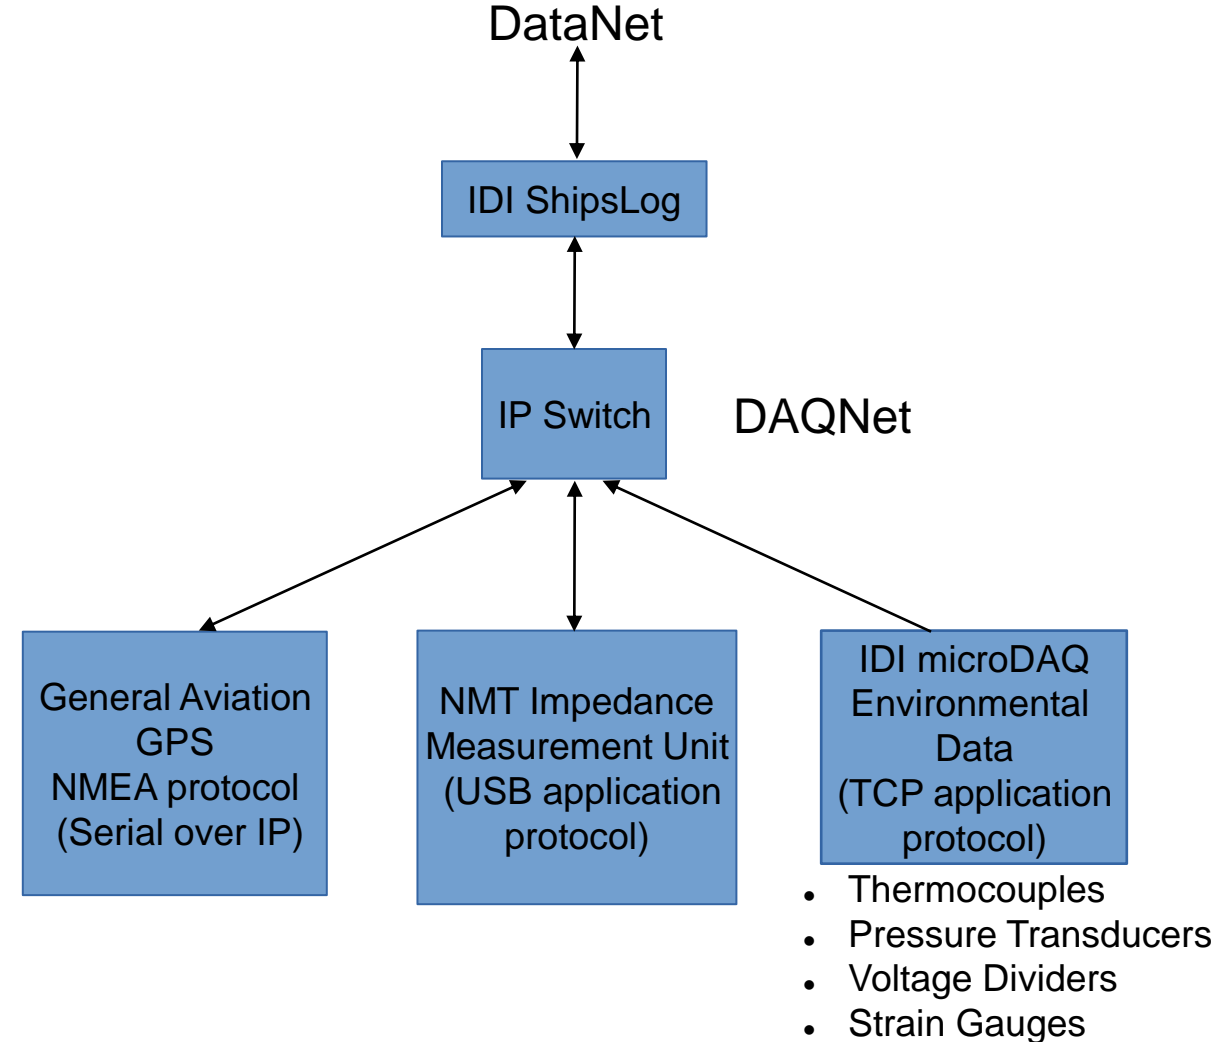 DataNet
IDI ShipsLog
IP Switch
DAQNet
General Aviation
GPS
NMEA protocol
(Serial over IP)
NMT Impedance
Measurement Unit
(USB application
protocol)
IDI microDAQ
Environmental
Data
(TCP application
protocol)
• Thermocouples
• Pressure Transducers
• Voltage Dividers
• Strain Gauges